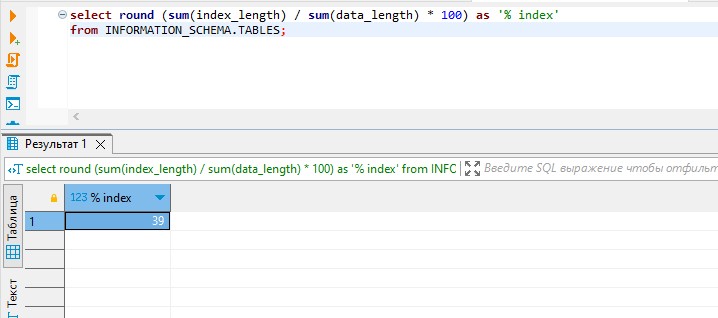 select round (sum(index_length) / sum(data_length) * 100) as '% index'
from INFORMATION_SCHEMA.TABLES;
Результат 1
select round (sum(index_length) / sum(data_length) * 100) as '% index' from INFC
Введите SQL выражение чтобы отфильт
Таблица
123 % index
1
39
Текст